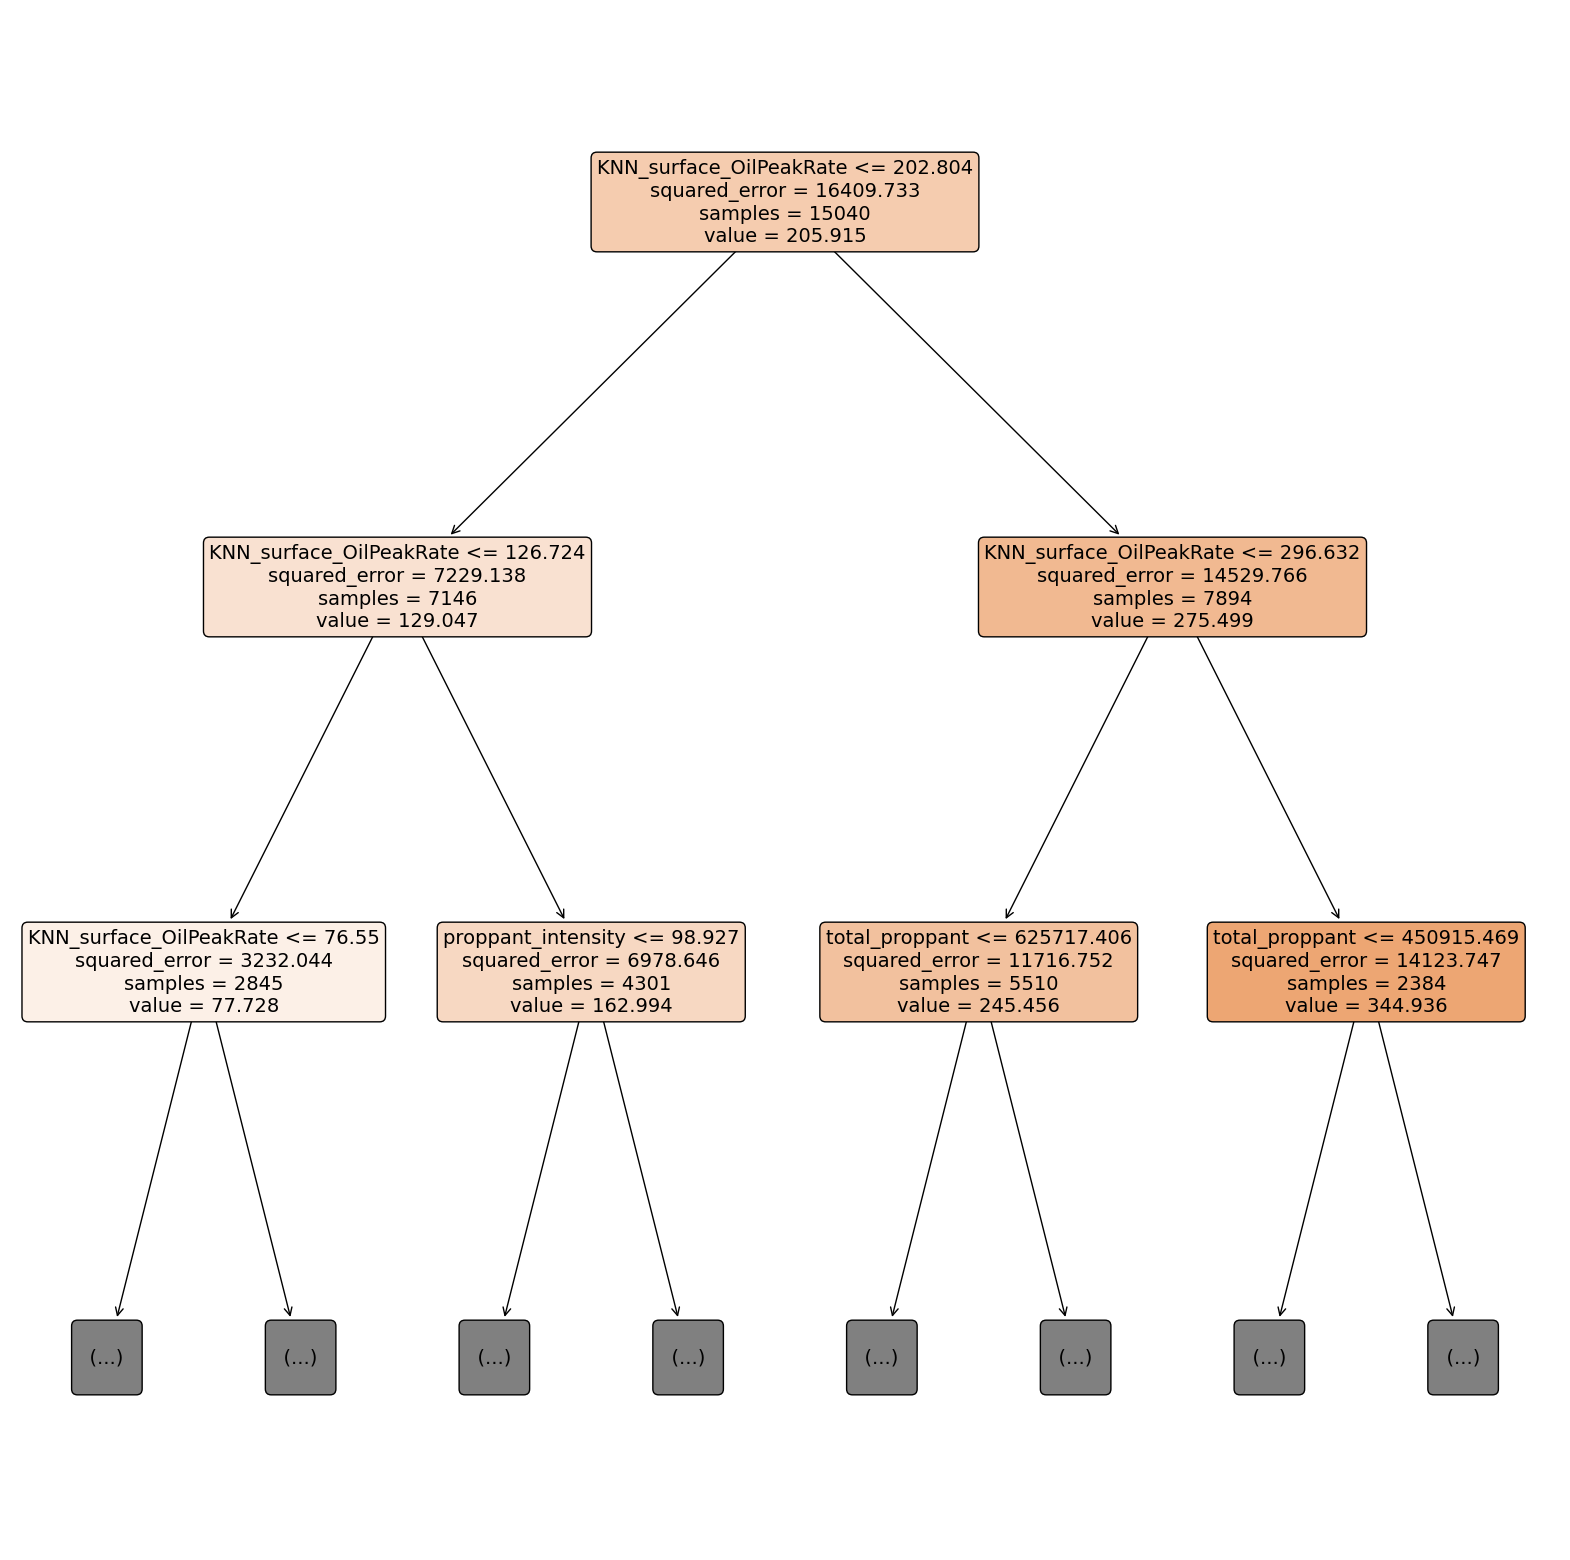 KNN_surface_OilPeakRate <= 202.804
squared_error = 16409.733
samples = 15040
value = 205.915
KNN_surface_OilPeakRate <= 126.724
squared_error = 7229.138
samples = 7146
value = 129.047
KNN_surface_OilPeakRate <= 296.632
squared_error = 14529.766
samples = 7894
value = 275.499
KNN_surface_OilPeakRate <= 76.55
squared_error = 3232.044
samples = 2845
value = 77.728
proppant_intensity <= 98.927
squared_error = 6978.646
samples = 4301
value = 162.994
total_proppant <= 625717.406
squared_error = 11716.752
samples = 5510
value = 245.456
total_proppant <= 450915.469
squared_error = 14123.747
samples = 2384
value = 344.936
(...)
(...)
(...)
(...)
(...)
(...)
(...)
(...)